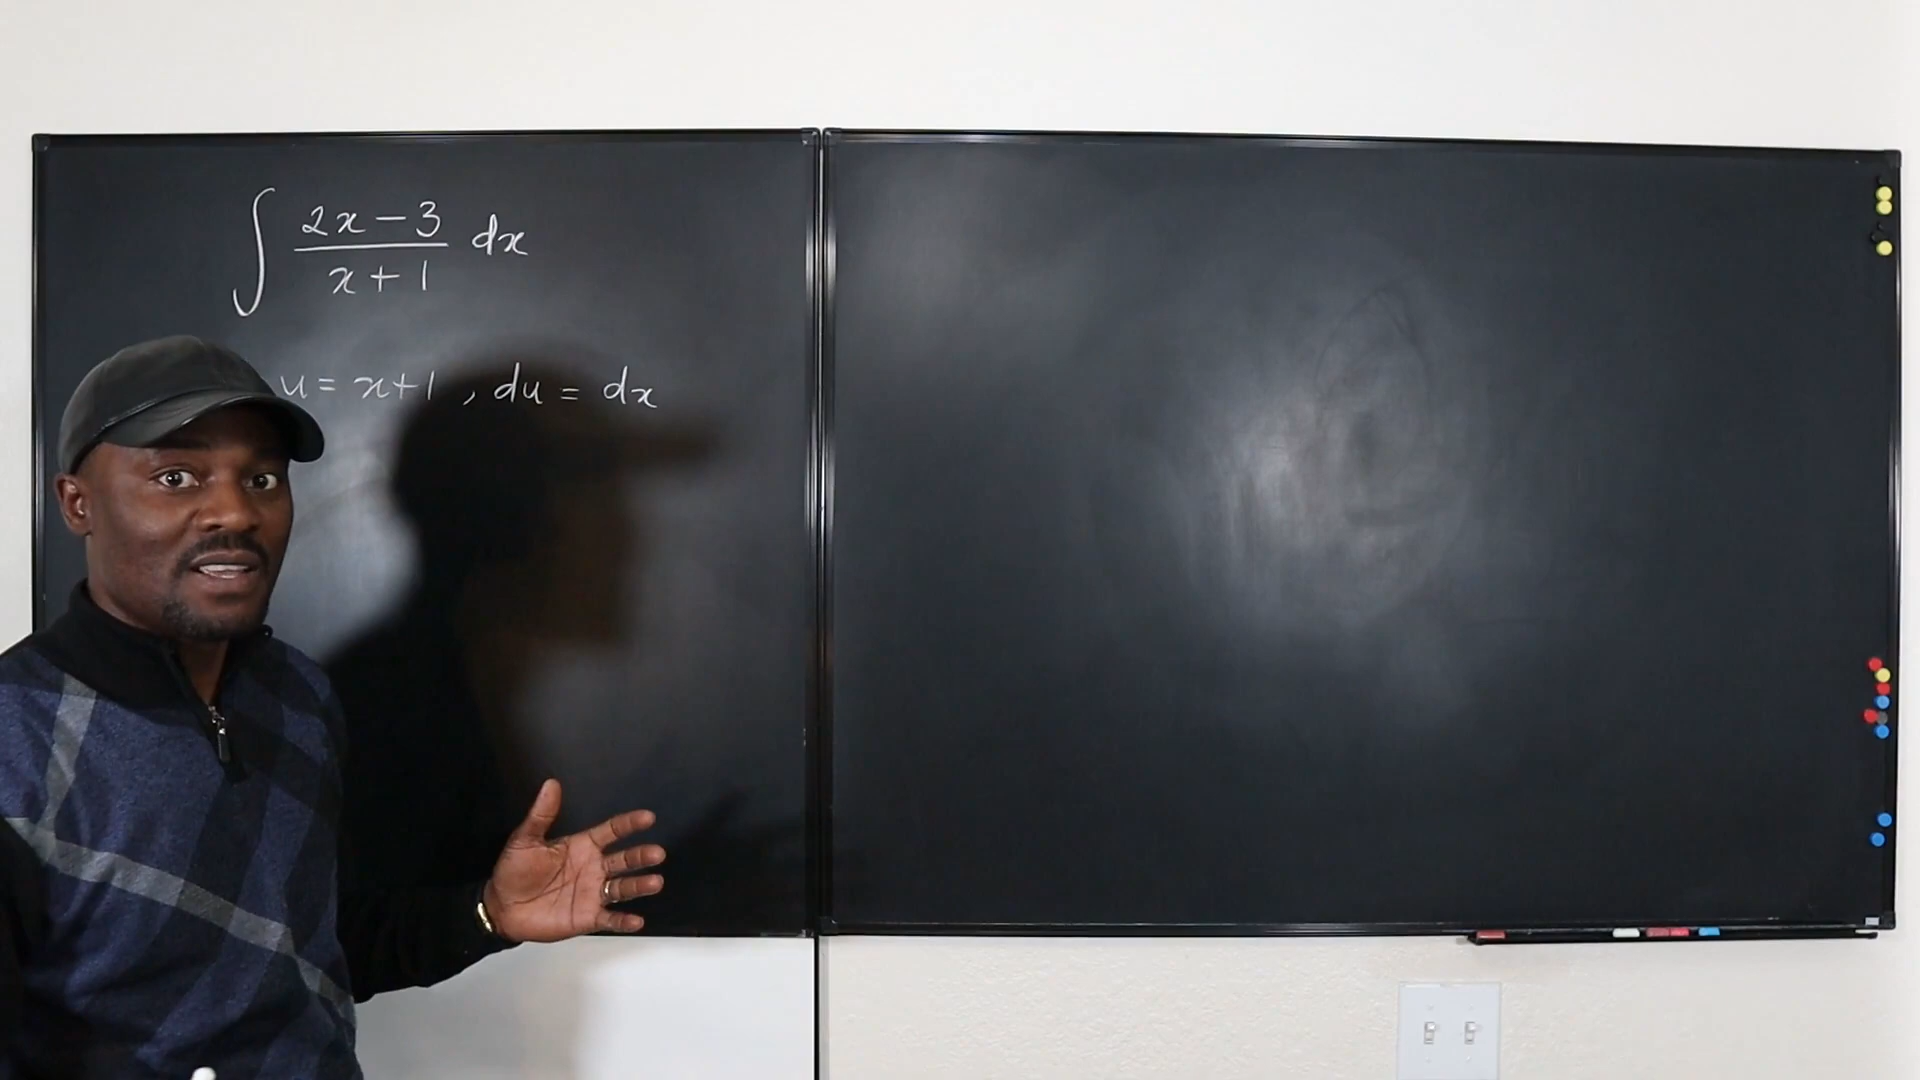 ∫ (2x − 3)/(x + 1) dx
u = x+1 , du = dx